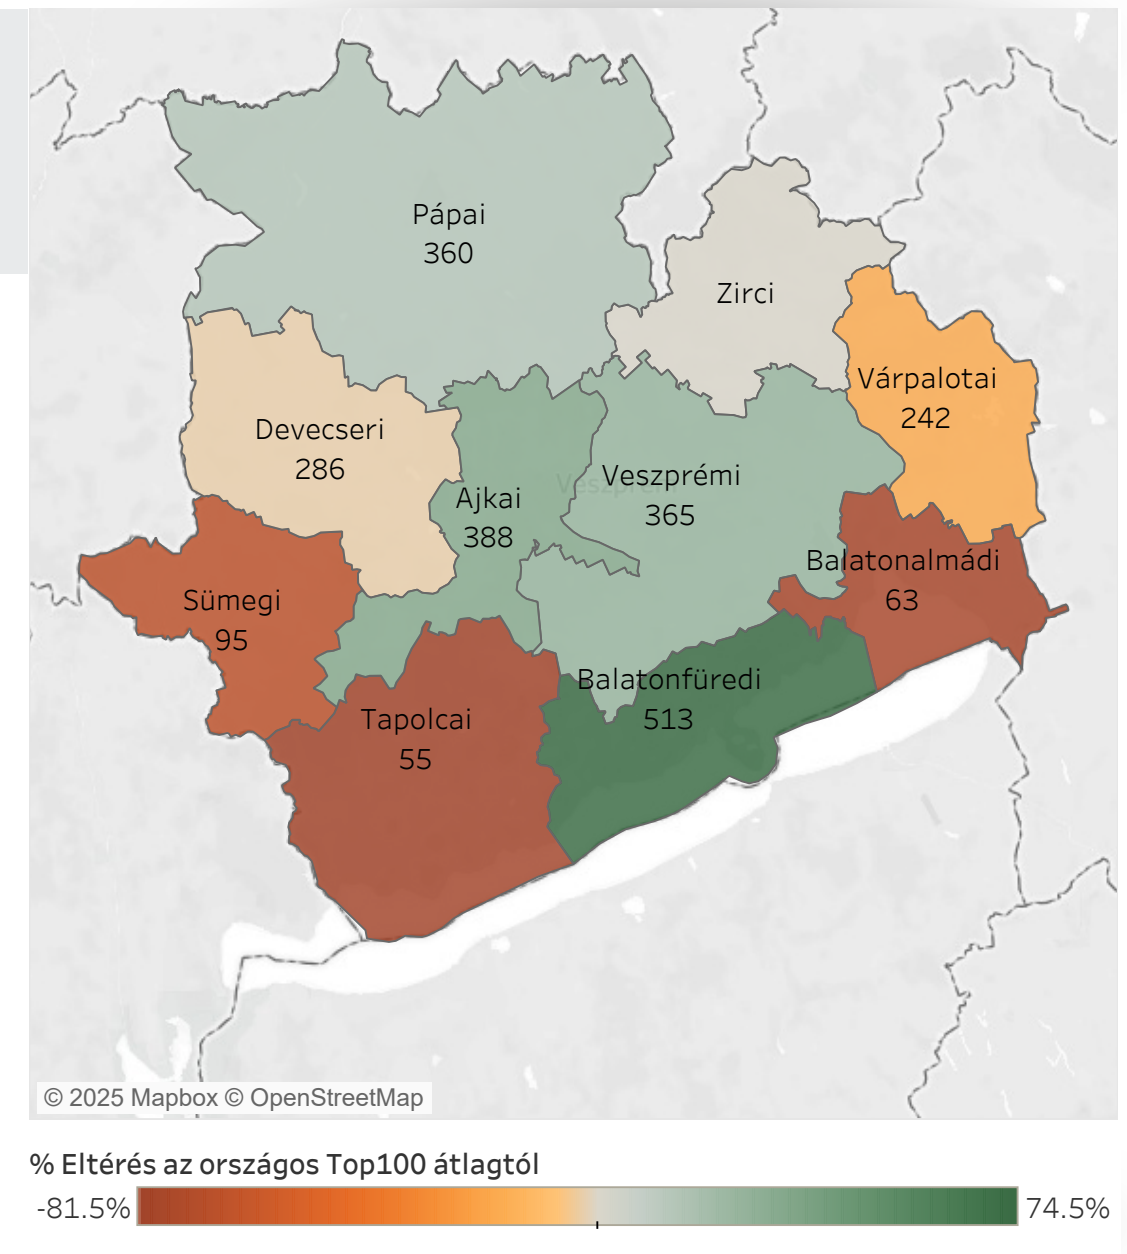 Pápai
360
Zirci
Várpalotai
242
Devecseri
286
Veszprémi
365
Veszprém
Ajkai
388
Balatonalmádi
63
Sümegi
95
Balatonfüredi
513
Tapolcai
55
© 2025 Mapbox © OpenStreetMap
% Eltérés az országos Top100 átlagtól
-81.5% 74.5%